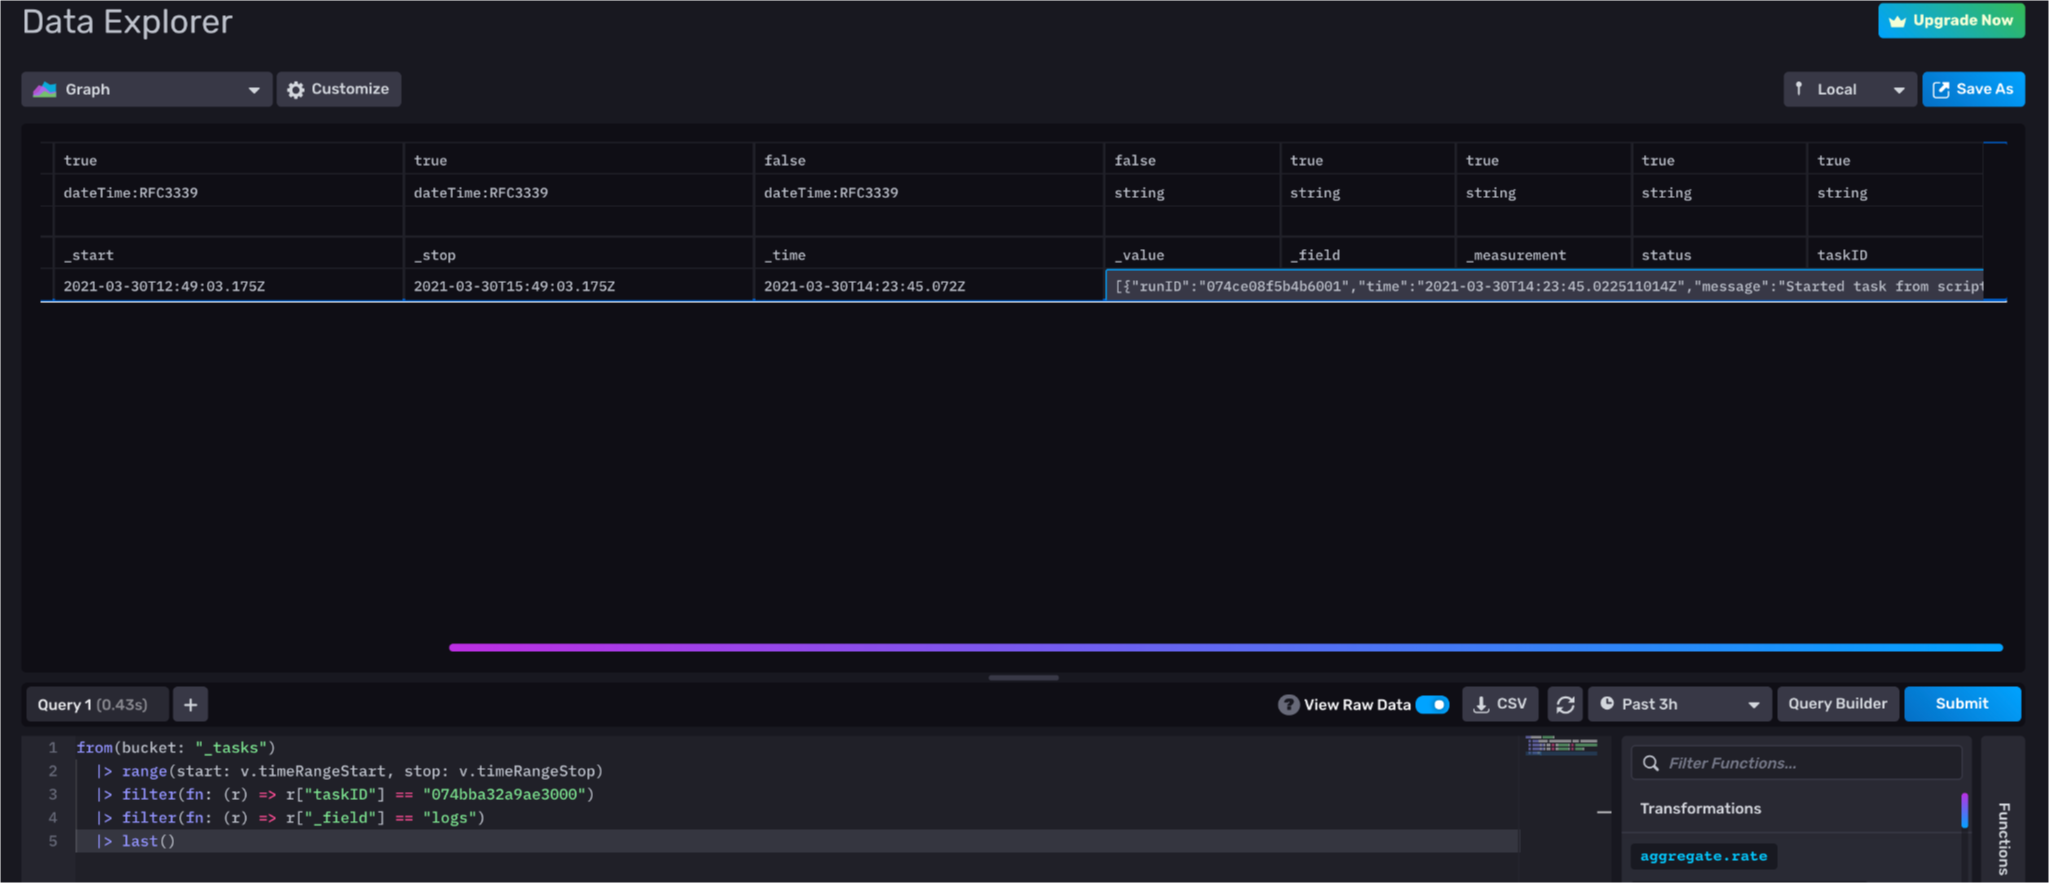 Data Explorer
Upgrade Now
Graph
Customize
Local
Save As
true true false false true true true true
dateTime:RFC3339 dateTime:RFC3339 dateTime:RFC3339 string string string string string
_start _stop _time _value _field _measurement status taskID
2021-03-30T12:49:03.175Z 2021-03-30T15:49:03.175Z 2021-03-30T14:23:45.072Z [{"runID":"074ce08f5b4b6001","time":"2021-03-30T14:23:45.022511014Z","message":"Started task from script
Query 1 (0.43s)
+
? View Raw Data
CSV
Past 3h
Query Builder
Submit
1 from(bucket: "_tasks")
2 |> range(start: v.timeRangeStart, stop: v.timeRangeStop)
3 |> filter(fn: (r) => r["taskID"] == "074bba32a9ae3000")
4 |> filter(fn: (r) => r["_field"] == "logs")
5 |> last()
Filter Functions...
Transformations
aggregate.rate
Functions